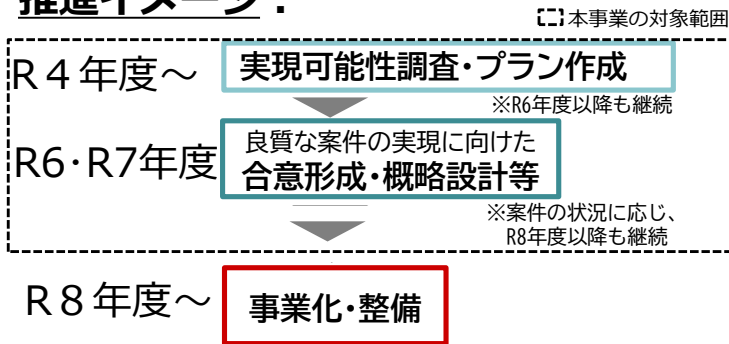 推進イメージ：
本事業の対象範囲
R４年度～
実現可能性調査・プラン作成
※R6年度以降も継続
R6・R7年度
良質な案件の実現に向けた
合意形成・概略設計等
※案件の状況に応じ、
R8年度以降も継続
R８年度～
事業化・整備